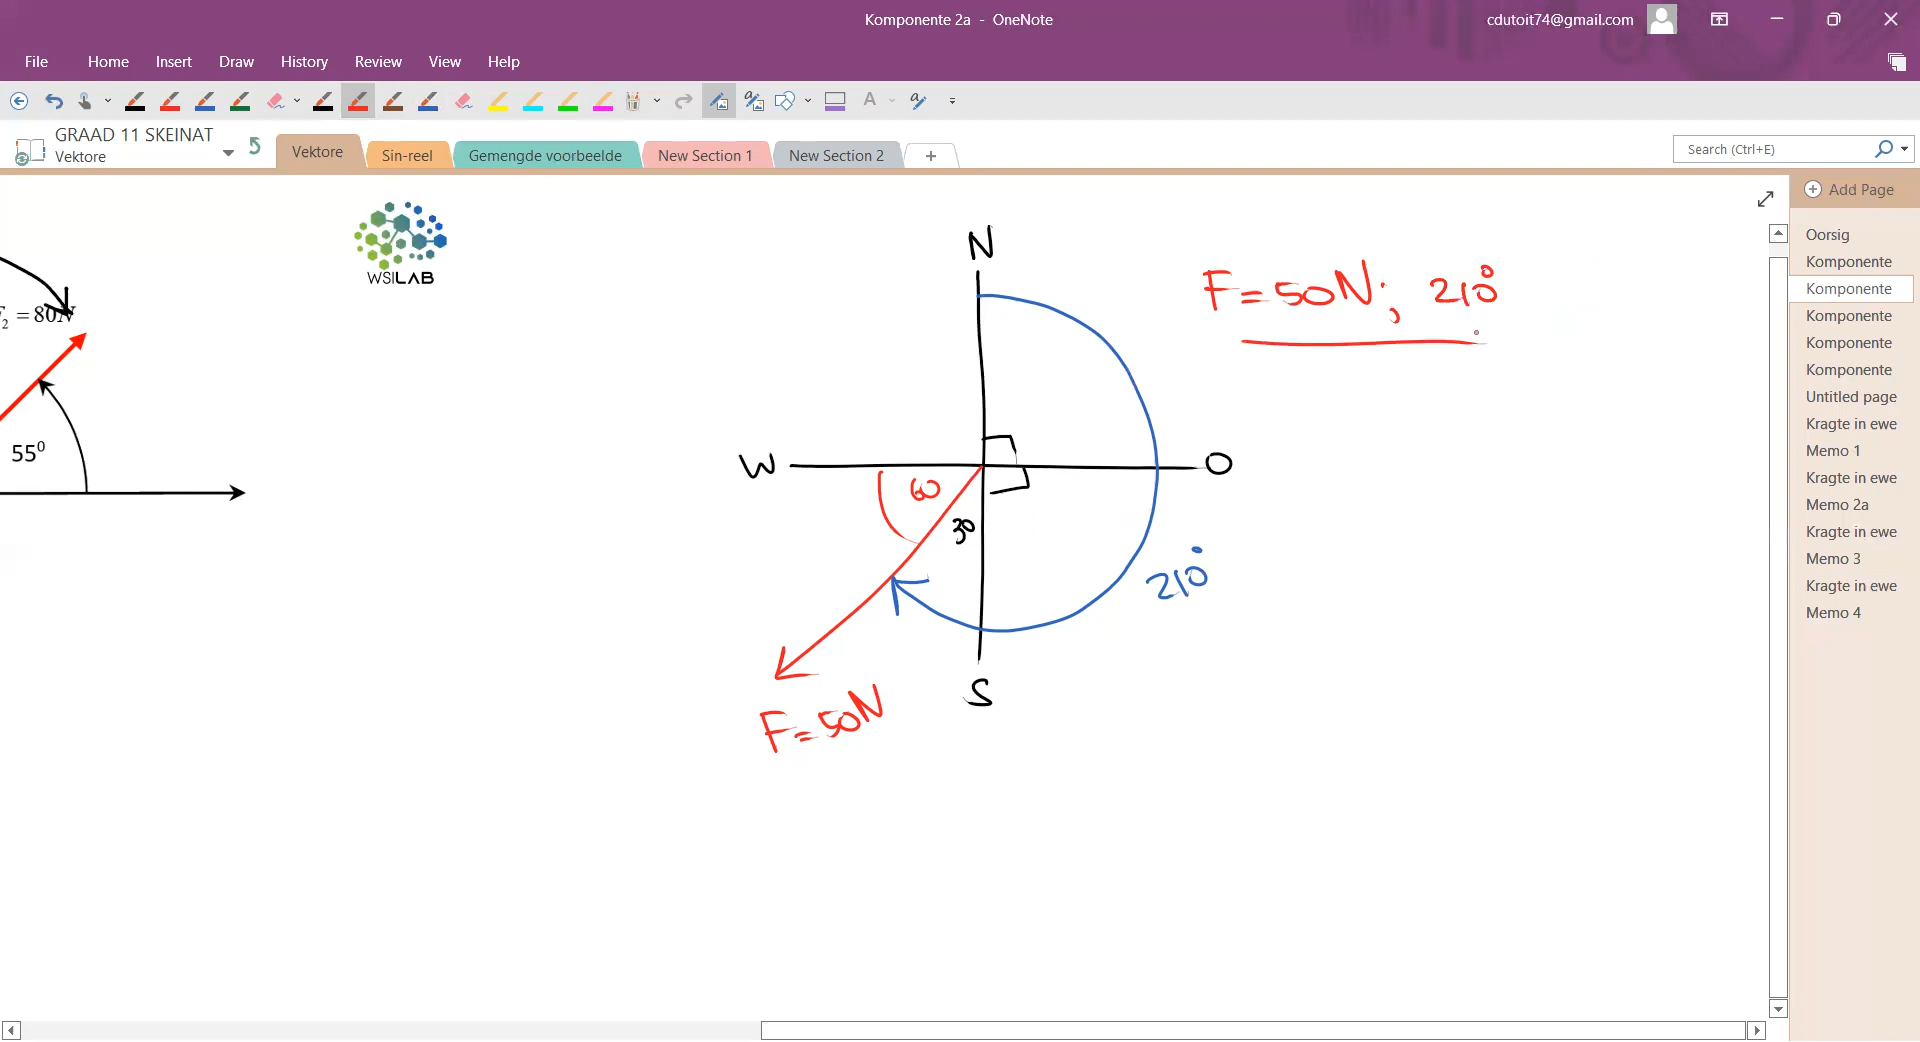 Komponente 2a - OneNote
cdutoit74@gmail.com
File Home Insert Draw History Review View Help
A
GRAAD 11 SKEINAT
Vektore
Vektore
Sin-reel
Gemengde voorbeelde
New Section 1
New Section 2
+
Search (Ctrl+E)
Add Page
Oorsig
Komponente
Komponente
Komponente
Komponente
Komponente
Untitled page
Kragte in ewe
Memo 1
Kragte in ewe
Memo 2a
Kragte in ewe
Memo 3
Kragte in ewe
Memo 4
WSILAB
₂ = 80N
55⁰
N
F = 50N; 210°
W
O
60
30
210°
S
F = 50N